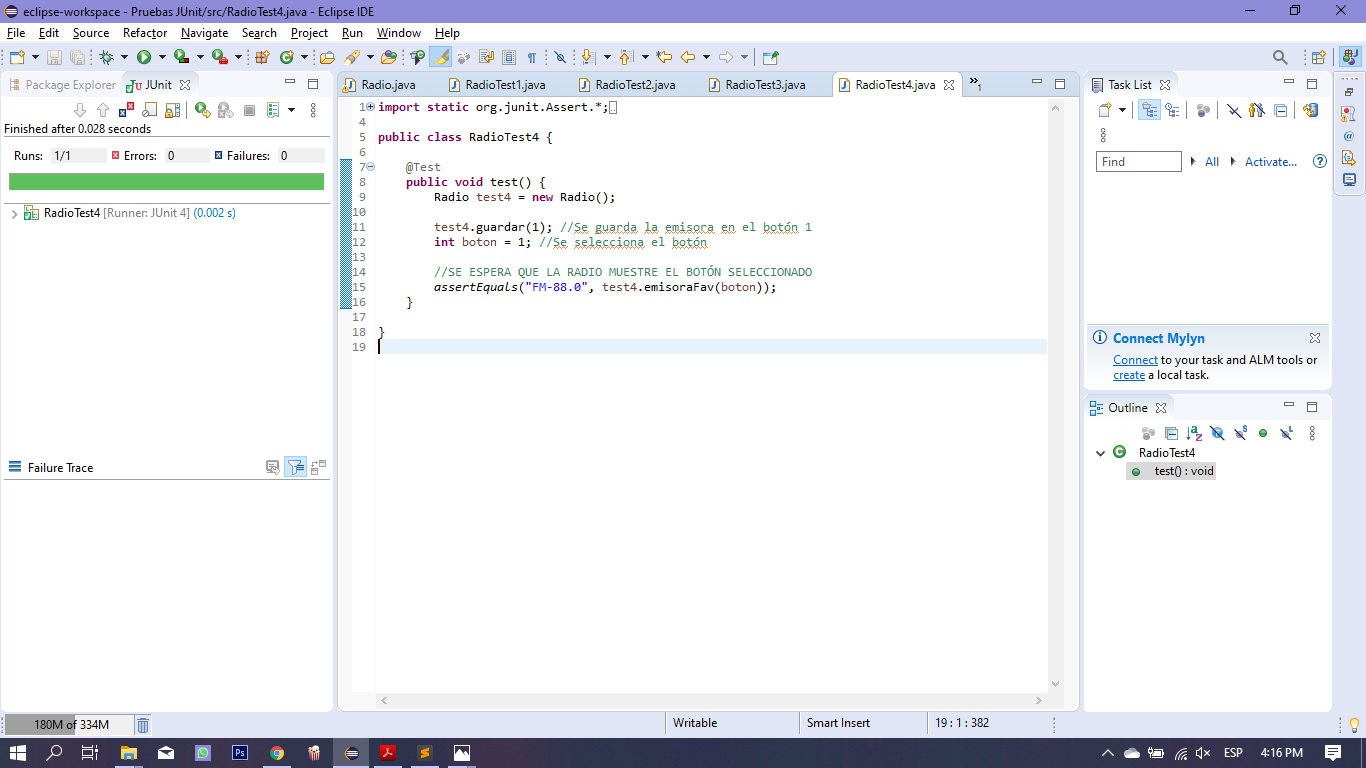 eclipse-workspace - Pruebas JUnit/src/RadioTest4.java - Eclipse IDE
File Edit Source Refactor Navigate Search Project Run Window Help
Package Explorer JUnit
Finished after 0.028 seconds
Runs: 1/1 Errors: 0 Failures: 0
RadioTest4 [Runner: JUnit 4] (0.002 s)
Failure Trace
Radio.java RadioTest1.java RadioTest2.java RadioTest3.java RadioTest4.java »1
1 import static org.junit.Assert.*;
4
5 public class RadioTest4 {
6
7 @Test
8 public void test() {
9 Radio test4 = new Radio();
10
11 test4.guardar(1); //Se guarda la emisora en el botón 1
12 int boton = 1; //Se selecciona el botón
13
14 //SE ESPERA QUE LA RADIO MUESTRE EL BOTÓN SELECCIONADO
15 assertEquals("FM-88.0", test4.emisoraFav(boton));
16 }
17
18 }
19
Task List
Find All Activate...
Connect Mylyn
Connect to your task and ALM tools or
create a local task.
Outline
RadioTest4
test() : void
180M of 334M Writable Smart Insert 19 : 1 : 382
Ps ESP 4:16 PM